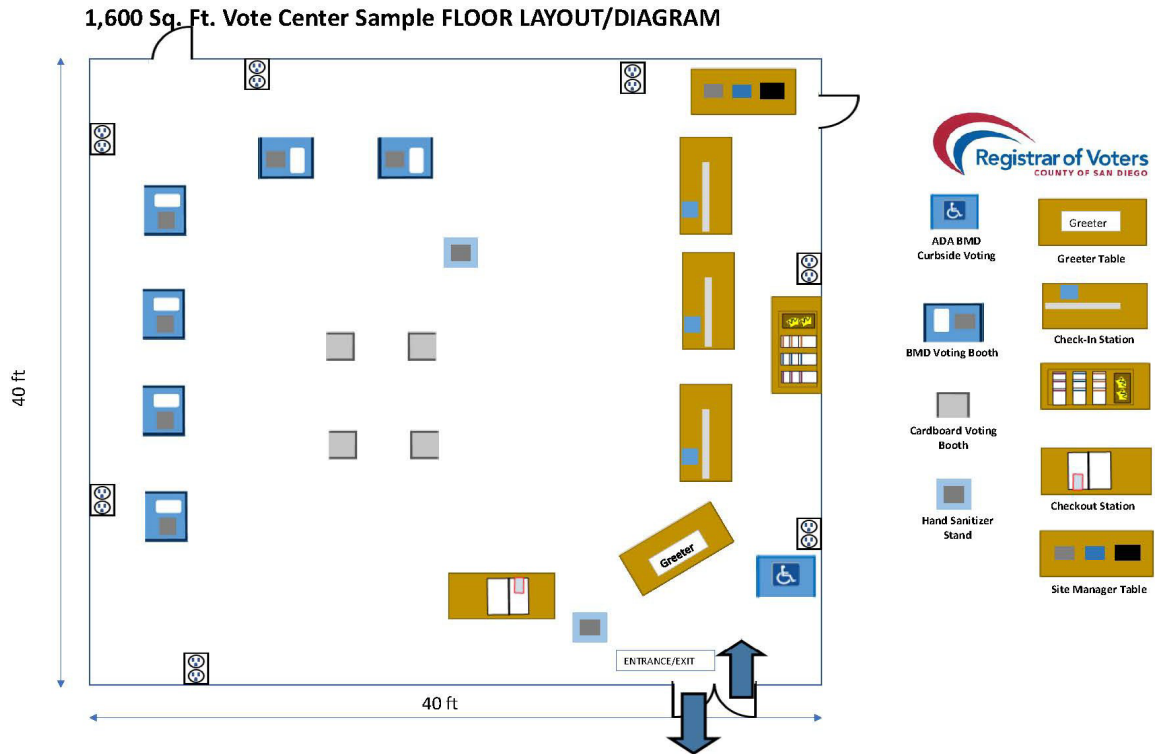 1,600 Sq. Ft. Vote Center Sample FLOOR LAYOUT/DIAGRAM
Registrar of Voters
COUNTY OF SAN DIEGO
ADA BMD
Curbside Voting
Greeter
Greeter Table
BMD Voting Booth
Check-In Station
Cardboard Voting
Booth
Hand Sanitizer
Stand
Checkout Station
Site Manager Table
40 ft
Greeter
ENTRANCE/EXIT
40 ft